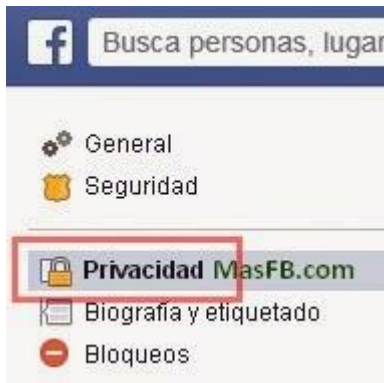 f Busca personas, lugar
General
Seguridad
Privacidad MasFB.com
Biografía y etiquetado
Bloqueos